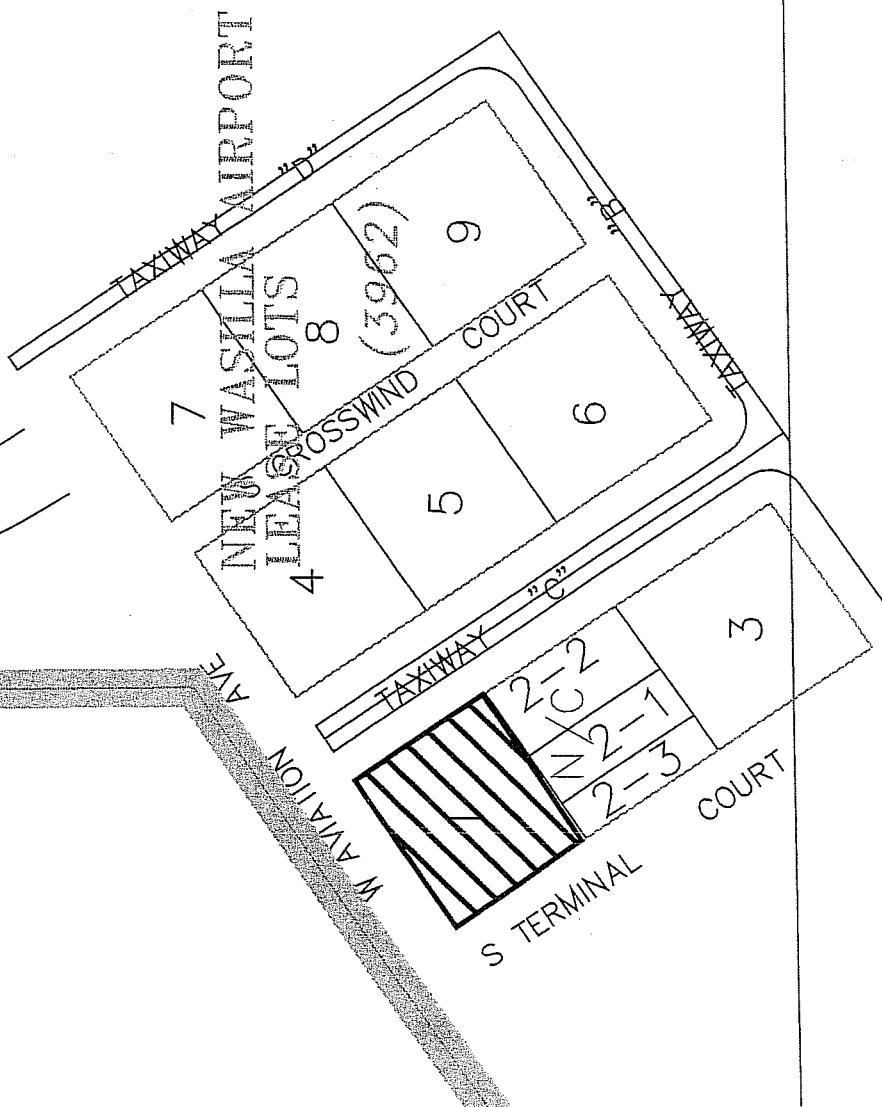 NEW WASILLA AIRPORT
LEASE LOTS
(3962)
TAXIWAY "D"
7
8
9
CROSSWIND COURT
4
5
6
TAXIWAY "B"
TAXIWAY "C"
W AVIATION AVE
1
2-2
N/C
2-1
2-3
3
S TERMINAL COURT